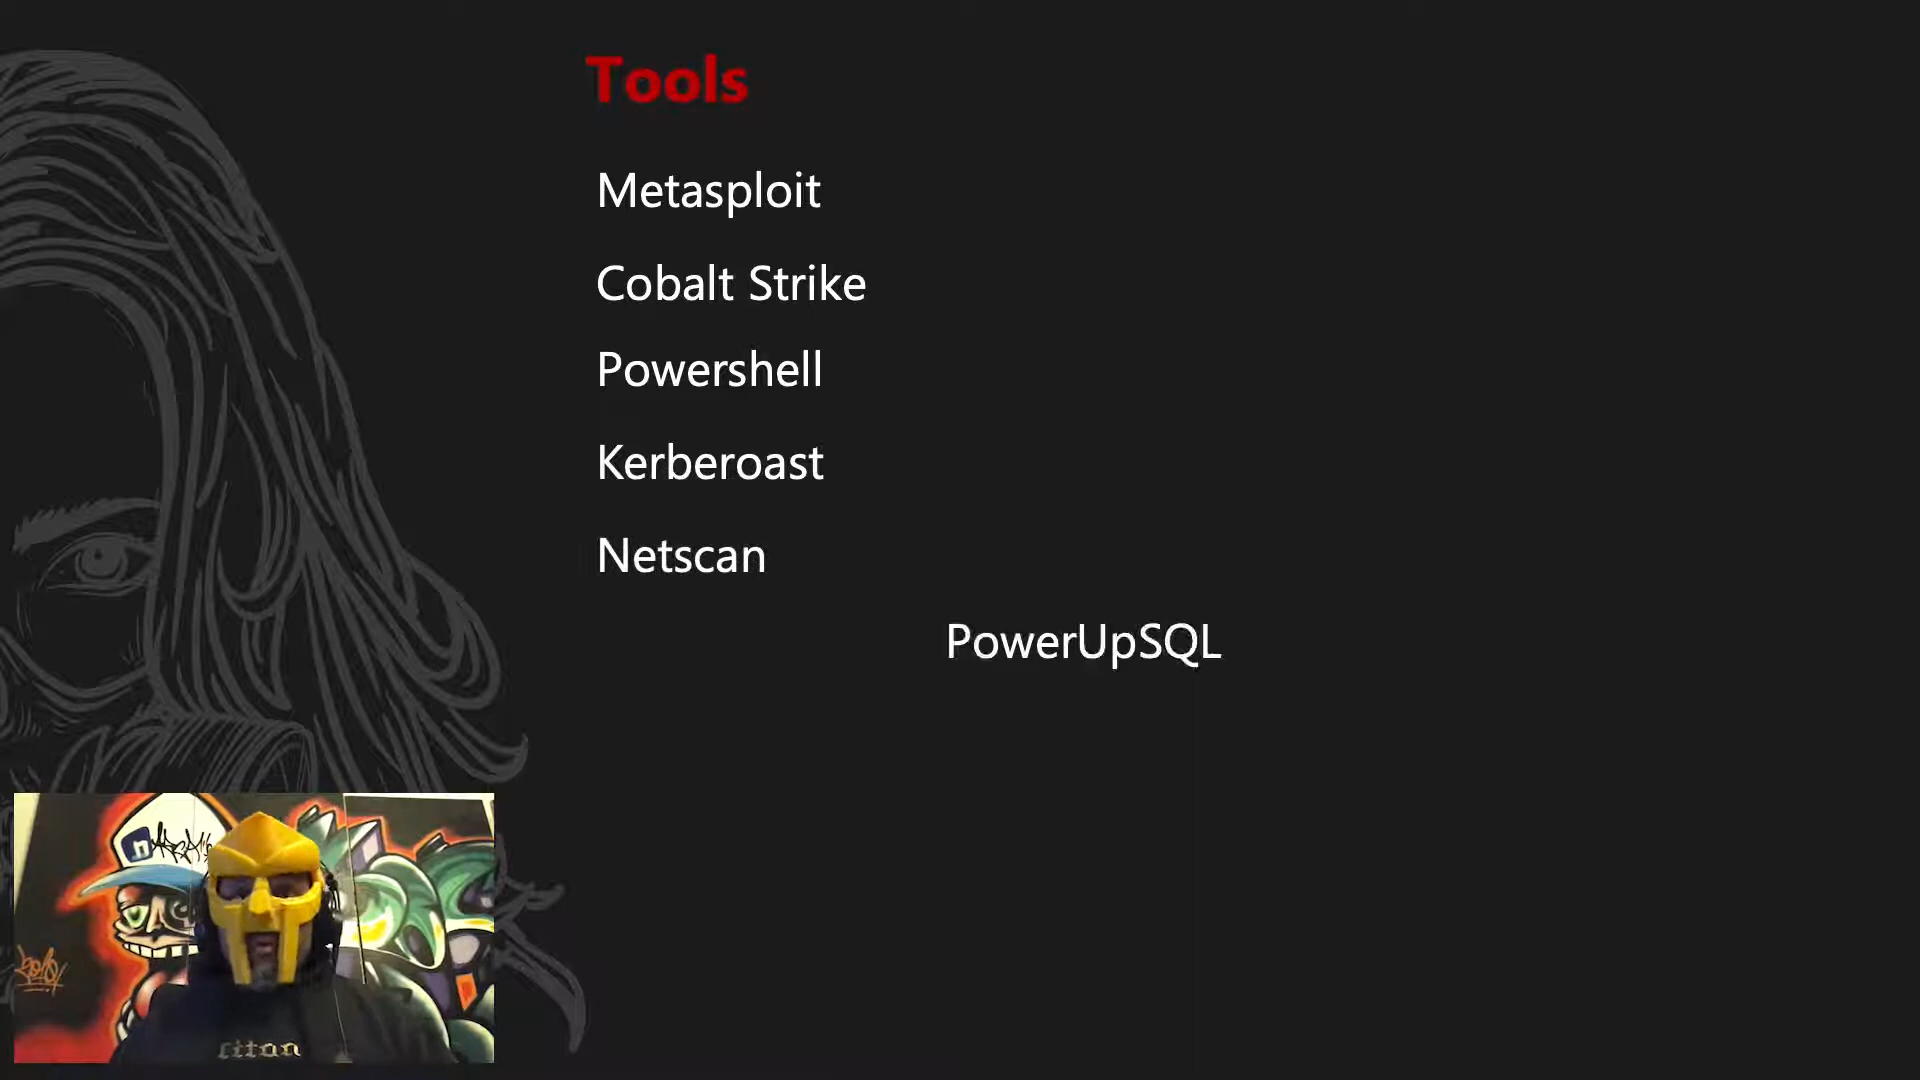 Tools
Metasploit
Cobalt Strike
Powershell
Kerberoast
Netscan
PowerUpSQL